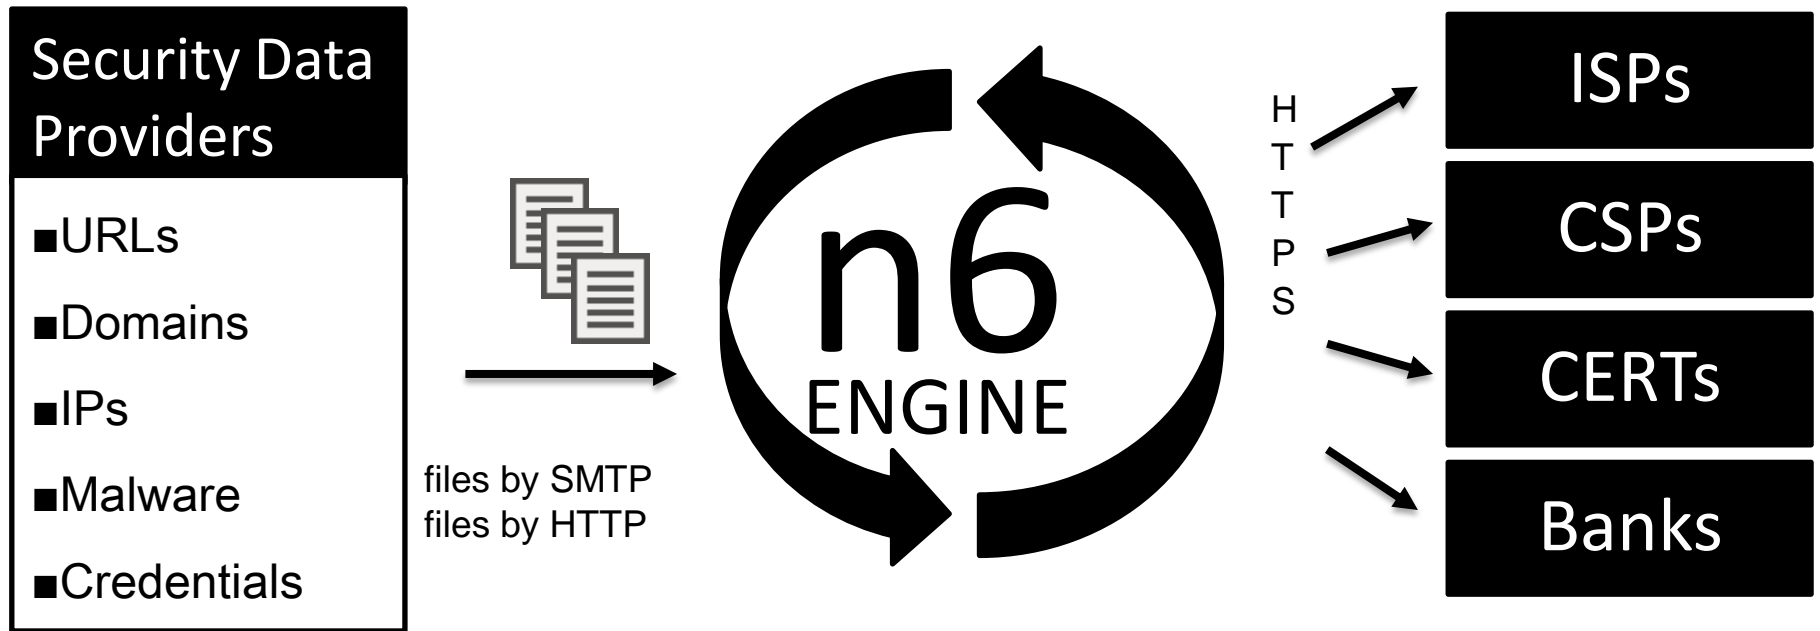 Security Data
Providers
■URLs
■Domains
■IPs
■Malware
■Credentials
files by SMTP
files by HTTP
n6
ENGINE
H
T
T
P
S
ISPs
CSPs
CERTs
Banks